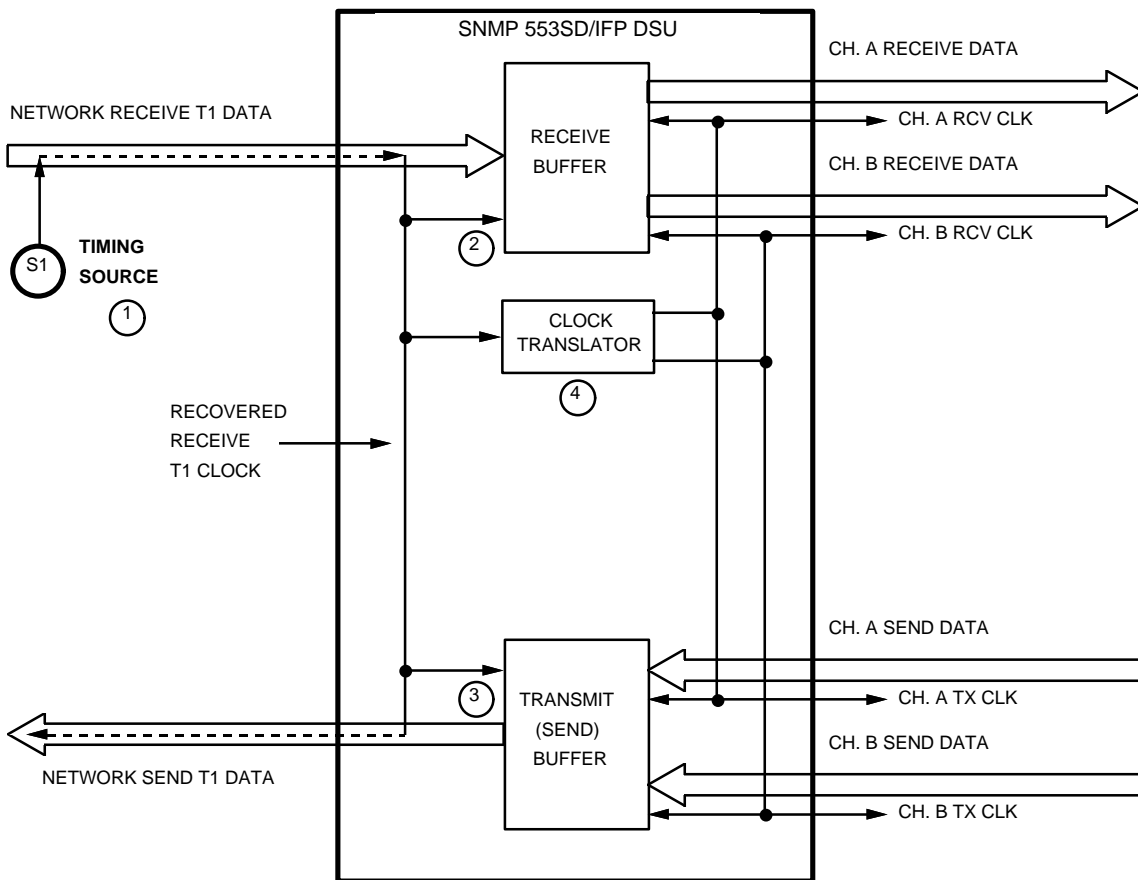 SNMP 553SD/IFP DSU
CH. A RECEIVE DATA
NETWORK RECEIVE T1 DATA
RECEIVE
BUFFER
CH. A RCV CLK
CH. B RECEIVE DATA
CH. B RCV CLK
S1
TIMING
SOURCE
1
2
CLOCK
TRANSLATOR
4
RECOVERED
RECEIVE
T1 CLOCK
CH. A SEND DATA
3
TRANSMIT
(SEND)
BUFFER
CH. A TX CLK
CH. B SEND DATA
NETWORK SEND T1 DATA
CH. B TX CLK